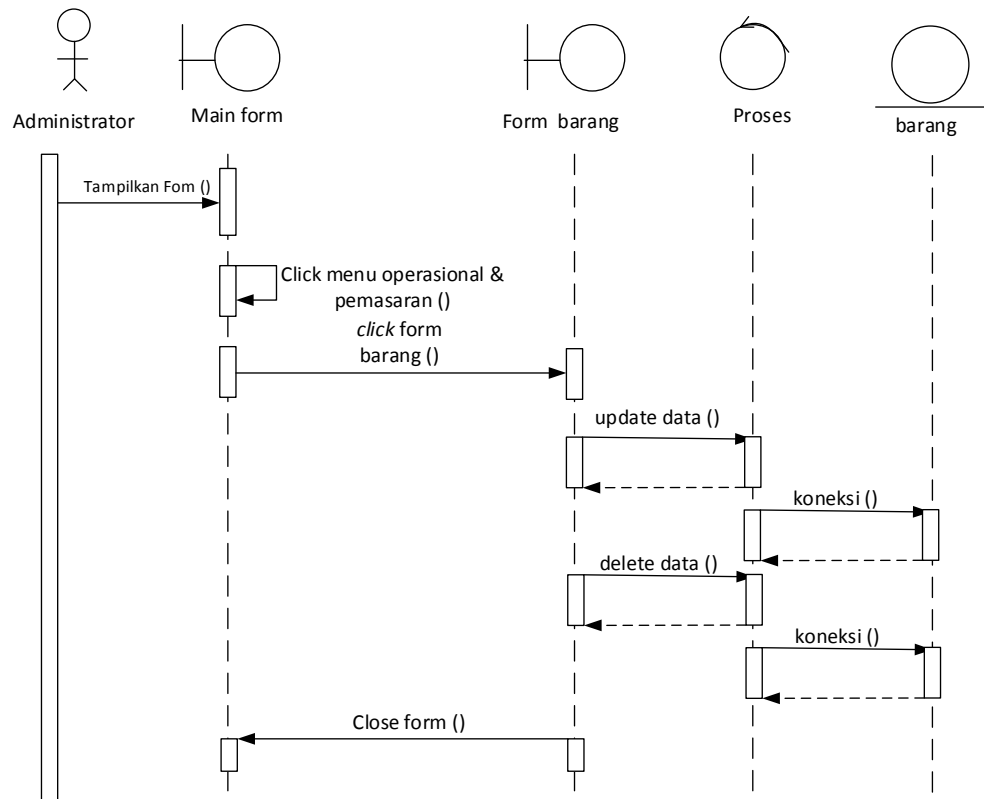 Administrator
Main form
Form barang
Proses
barang
Tampilkan Fom ()
Click menu operasional &
pemasaran ()
click form
barang ()
update data ()
koneksi ()
delete data ()
koneksi ()
Close form ()